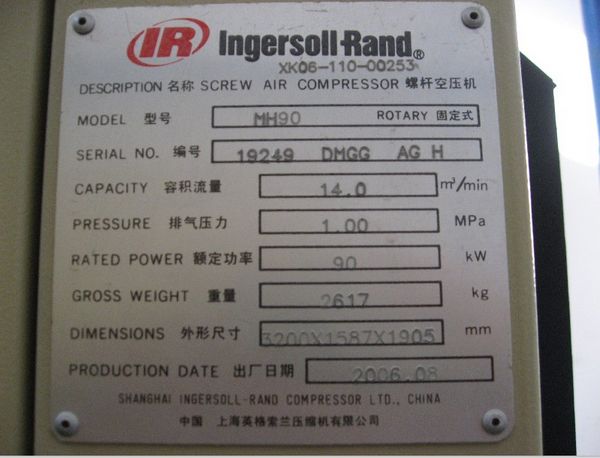 IR Ingersoll-Rand®
XK06-110-00253
DESCRIPTION 名称 SCREW AIR COMPRESSOR 螺杆空压机
MODEL 型号 MH90 ROTARY 固定式
SERIAL NO. 编号 19249 DMGG AG H
CAPACITY 容积流量 14.0 m³/min
PRESSURE 排气压力 1.00 MPa
RATED POWER 额定功率 90 kW
GROSS WEIGHT 重量 2617 kg
DIMENSIONS 外形尺寸 3200X1587X1905 mm
PRODUCTION DATE 出厂日期 2006.08
SHANGHAI INGERSOLL-RAND COMPRESSOR LTD., CHINA
中国 上海英格索兰压缩机有限公司